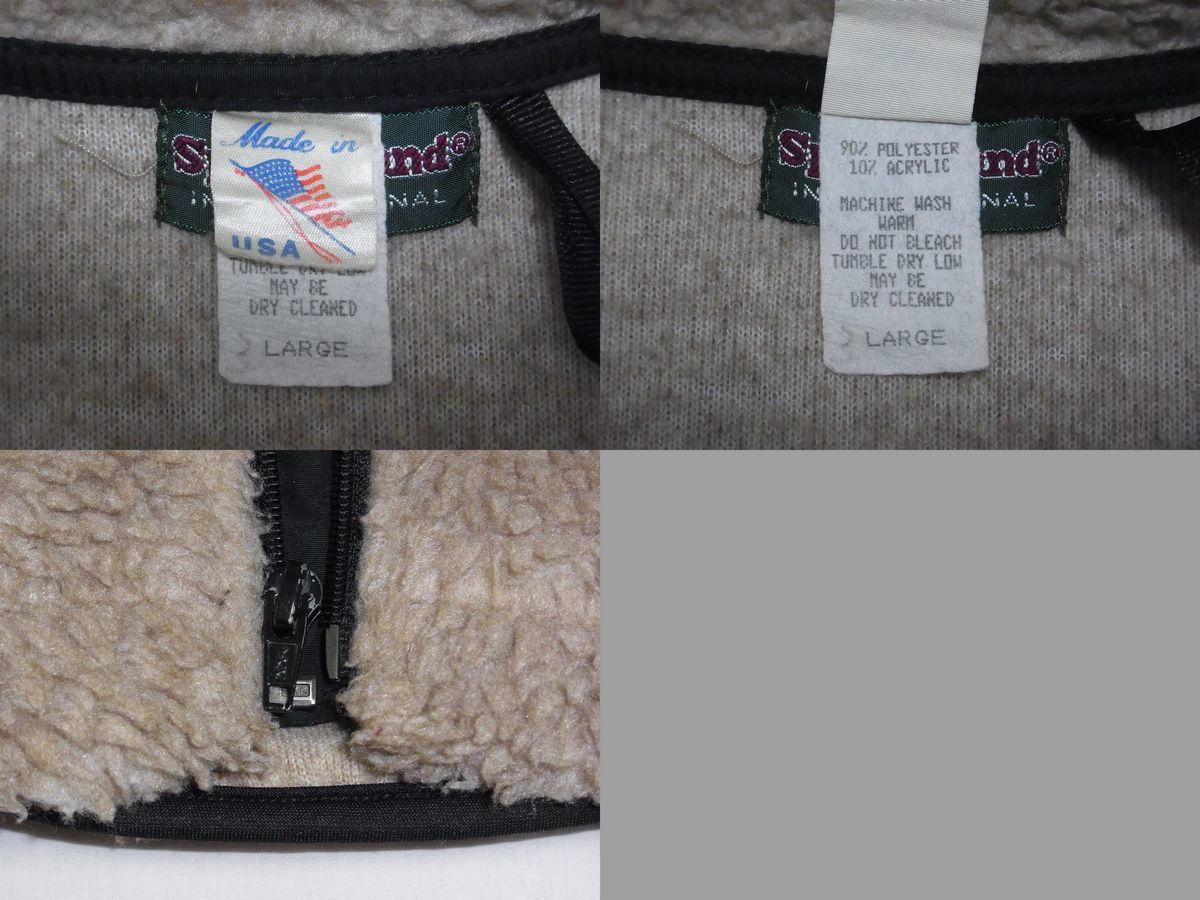 Made in
USA
MAY BE
DRY CLEANED
LARGE
90% POLYESTER
10% ACRYLIC
MACHINE WASH
WARM
DO NOT BLEACH
TUMBLE DRY LOW
MAY BE
DRY CLEANED
LARGE